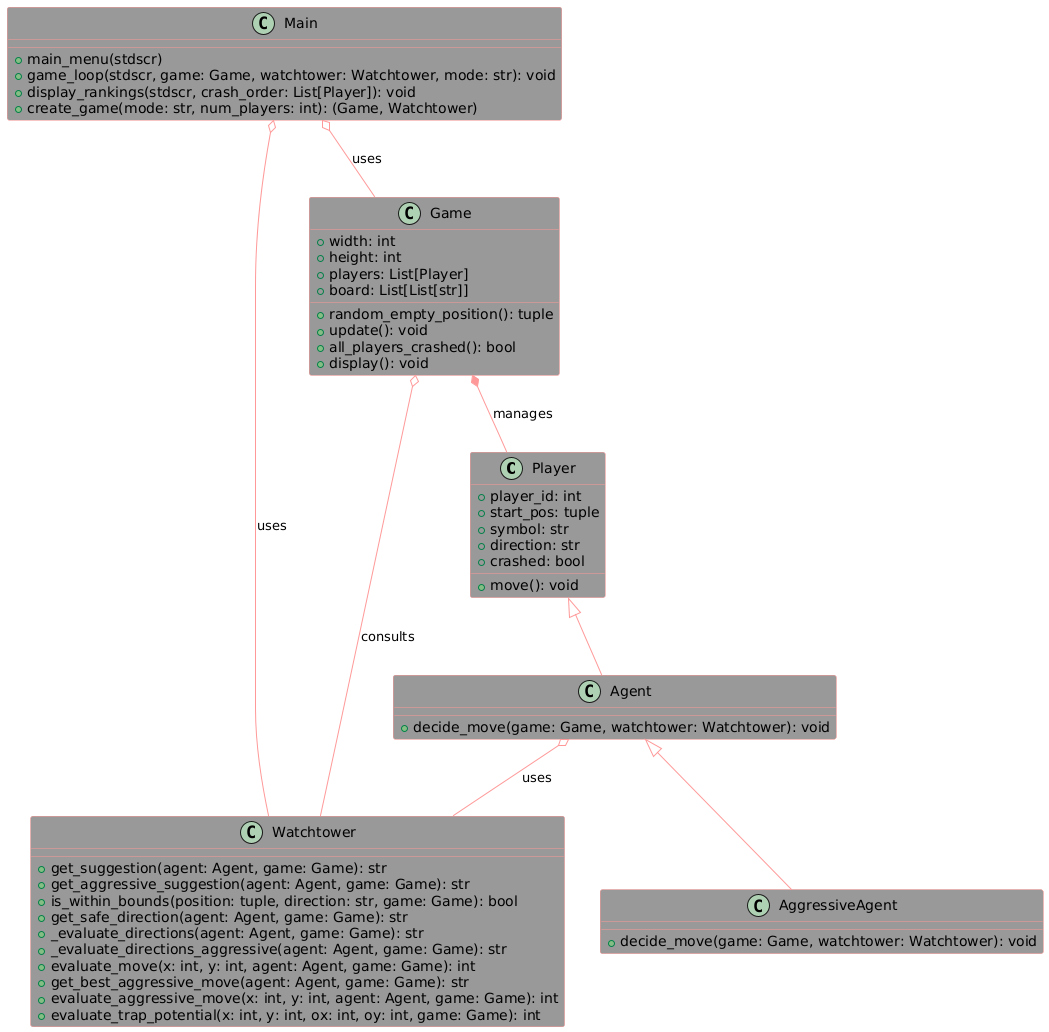 C Main
main_menu(stdscr)
game_loop(stdscr, game: Game, watchtower: Watchtower, mode: str): void
display_rankings(stdscr, crash_order: List[Player]): void
create_game(mode: str, num_players: int): (Game, Watchtower)
uses
C Game
width: int
height: int
players: List[Player]
board: List[List[str]]
random_empty_position(): tuple
update(): void
all_players_crashed(): bool
display(): void
manages
C Player
player_id: int
start_pos: tuple
symbol: str
direction: str
crashed: bool
move(): void
uses
consults
C Agent
decide_move(game: Game, watchtower: Watchtower): void
uses
C Watchtower
get_suggestion(agent: Agent, game: Game): str
get_aggressive_suggestion(agent: Agent, game: Game): str
is_within_bounds(position: tuple, direction: str, game: Game): bool
get_safe_direction(agent: Agent, game: Game): str
_evaluate_directions(agent: Agent, game: Game): str
_evaluate_directions_aggressive(agent: Agent, game: Game): str
evaluate_move(x: int, y: int, agent: Agent, game: Game): int
get_best_aggressive_move(agent: Agent, game: Game): str
evaluate_aggressive_move(x: int, y: int, agent: Agent, game: Game): int
evaluate_trap_potential(x: int, y: int, ox: int, oy: int, game: Game): int
C AggressiveAgent
decide_move(game: Game, watchtower: Watchtower): void